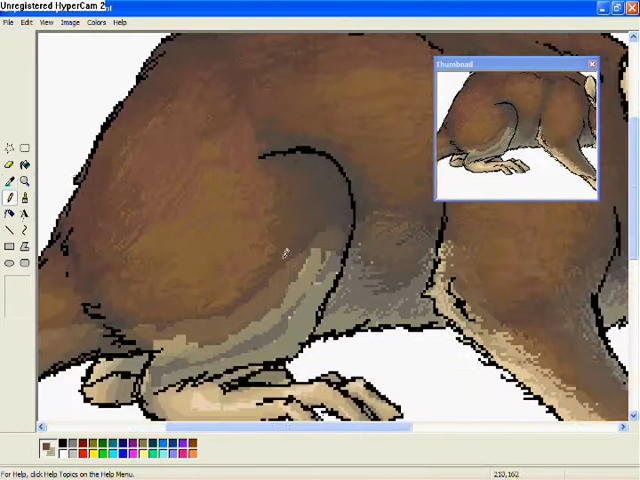 Unregistered HyperCam 2
File Edit View Image Colors Help
Thumbnail
A
For Help, click Help Topics on the Help Menu.
210,162